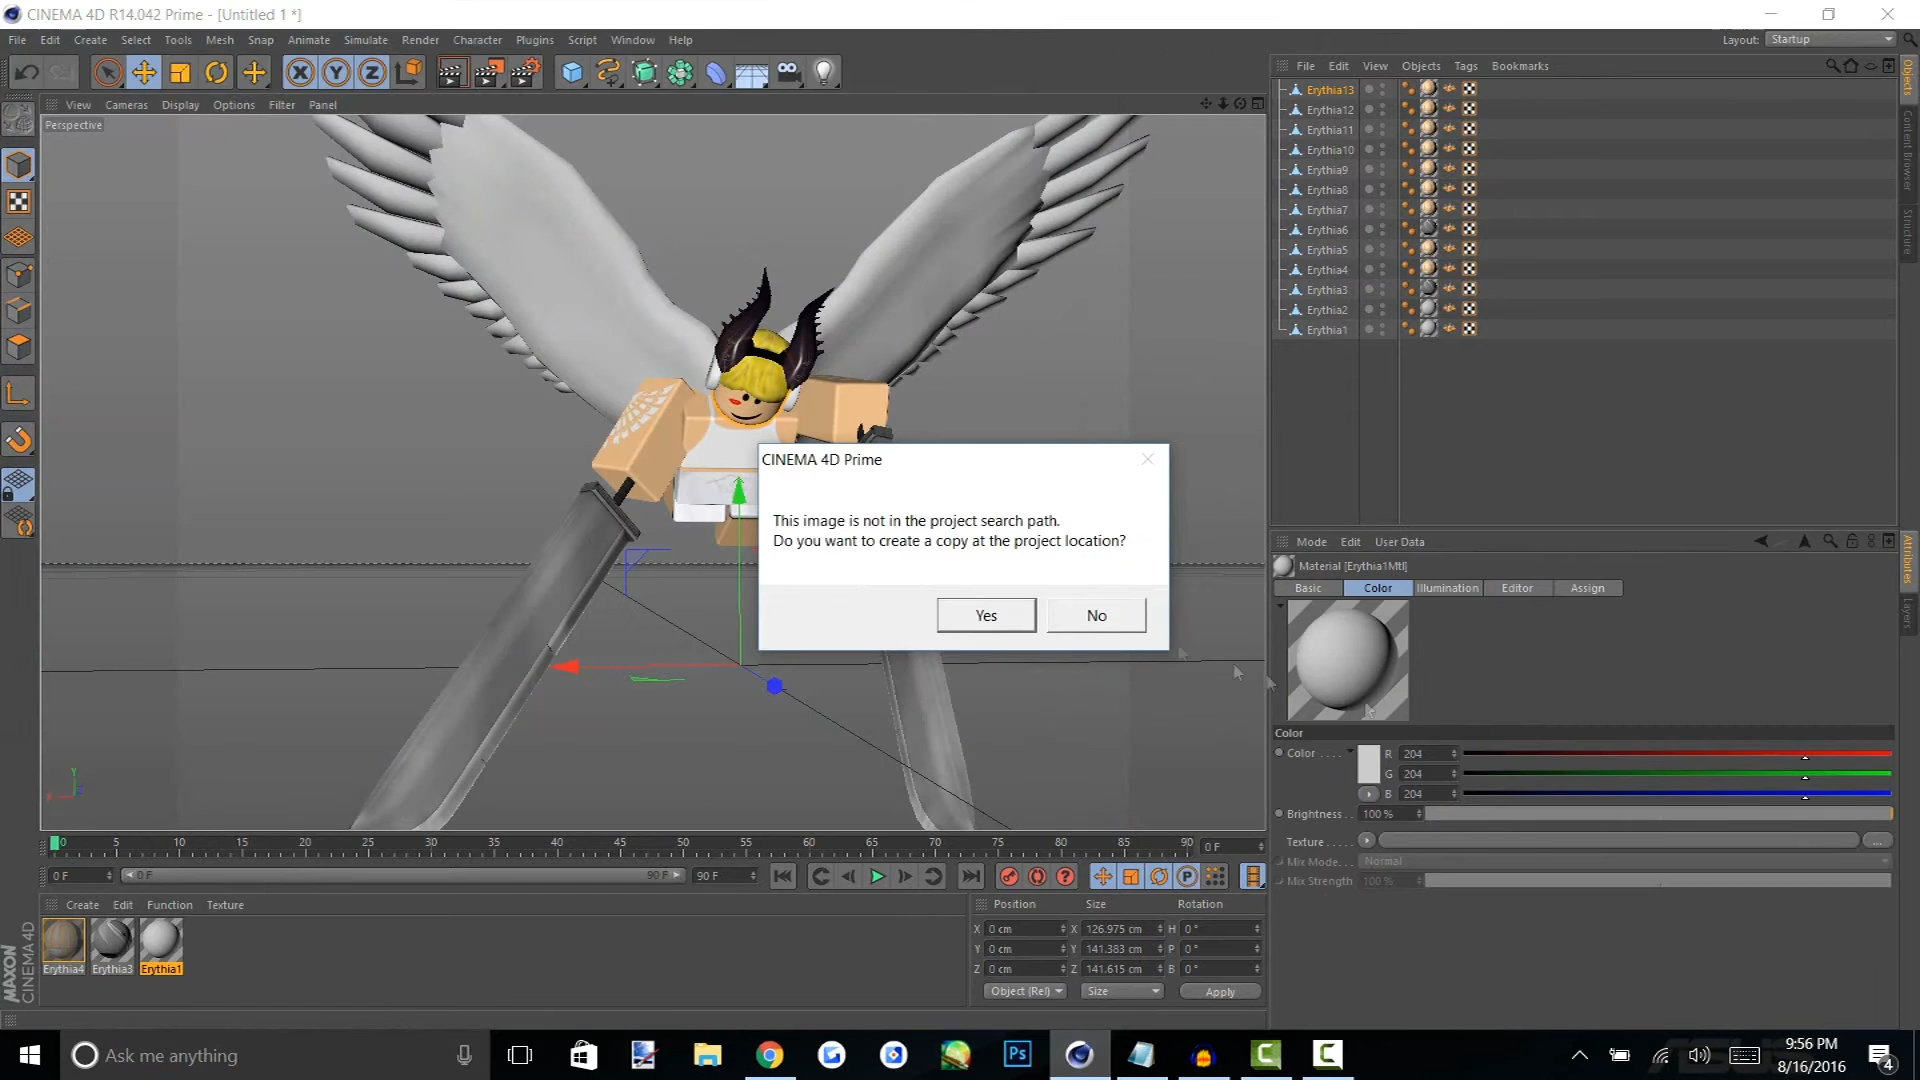 CINEMA 4D R14.042 Prime - [Untitled 1 *]
File Edit Create Select Tools Mesh Snap Animate Simulate Render Character Plugins Script Window Help
Layout: Startup
X Y Z
File Edit View Objects Tags Bookmarks
View Cameras Display Options Filter Panel
Perspective
Erythia13
Erythia12
Erythia11
Erythia10
Erythia9
Erythia8
Erythia7
Erythia6
Erythia5
Erythia4
Erythia3
Erythia2
Erythia1
Objects
Content Browser
Structure
CINEMA 4D Prime
This image is not in the project search path.
Do you want to create a copy at the project location?
Yes No
Mode Edit User Data
Attributes
Layers
Material [Erythia1Mtl]
Basic Color Illumination Editor Assign
Color
Color . . . . R 204
G 204
B 204
Brightness . . 100 %
Texture . . . . . ...
Mix Mode. . . Normal
Mix Strength 100 %
Y
X
0 5 10 15 20 25 30 35 40 45 50 55 60 65 70 75 80 85 90 0 F
0 F 0 F 90 F 90 F
Create Edit Function Texture
Erythia4 Erythia3 Erythia1
MAXON
CINEMA 4D
Position Size Rotation
X 0 cm X 126.975 cm H 0 °
Y 0 cm Y 141.383 cm P 0 °
Z 0 cm Z 141.615 cm B 0 °
Object (Rel) Size Apply
Ask me anything
Ps
9:56 PM
8/16/2016
4